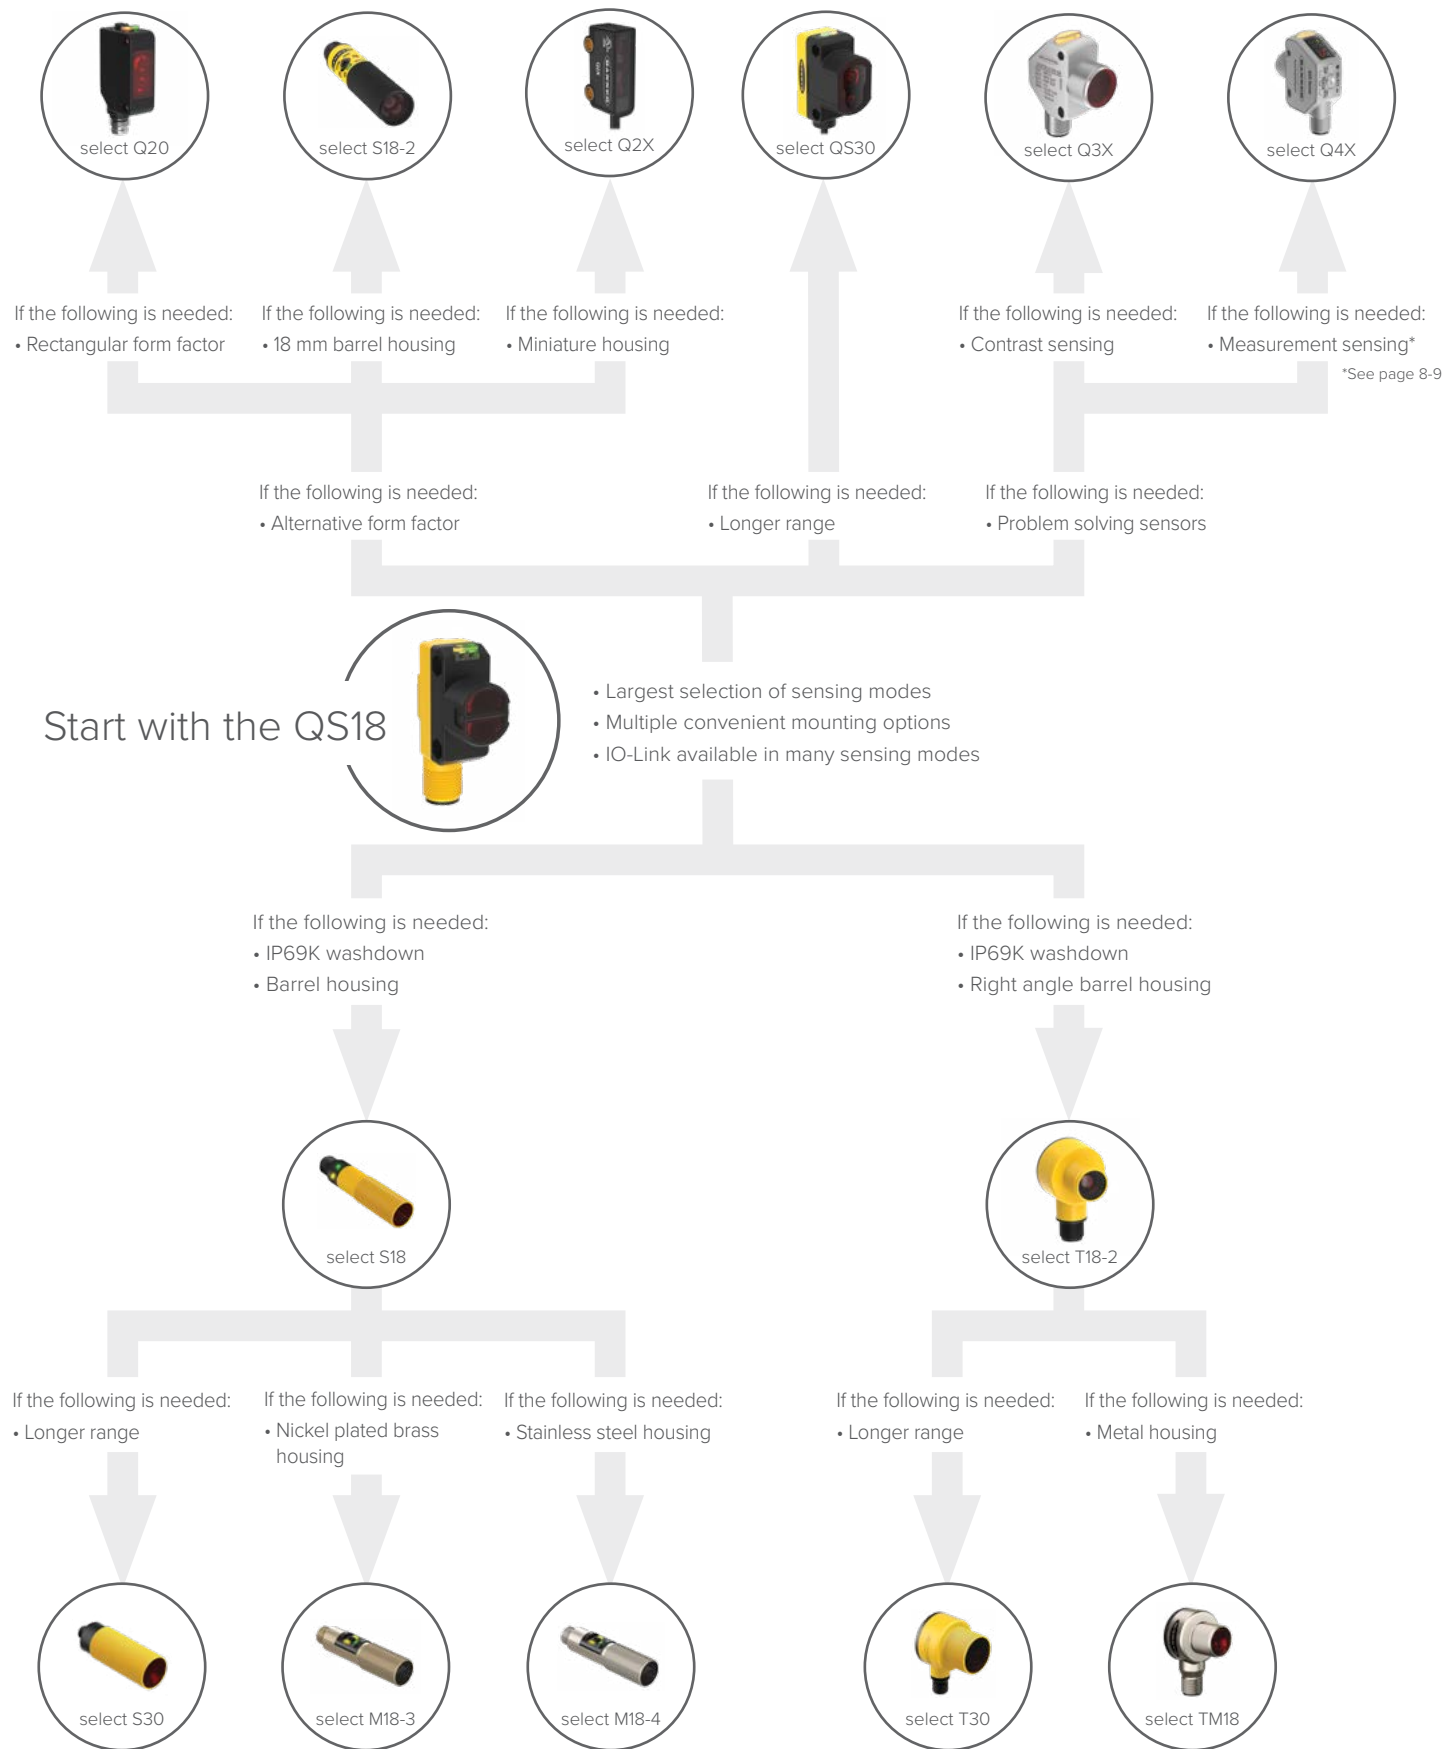 select Q20
select S18-2
select Q2X
select QS30
select Q3X
select Q4X
If the following is needed:
• Rectangular form factor
If the following is needed:
• 18 mm barrel housing
If the following is needed:
• Miniature housing
If the following is needed:
• Contrast sensing
If the following is needed:
• Measurement sensing*
*See page 8-9
If the following is needed:
• Alternative form factor
If the following is needed:
• Longer range
If the following is needed:
• Problem solving sensors
Start with the QS18
• Largest selection of sensing modes
• Multiple convenient mounting options
• IO-Link available in many sensing modes
If the following is needed:
• IP69K washdown
• Barrel housing
If the following is needed:
• IP69K washdown
• Right angle barrel housing
select S18
select T18-2
If the following is needed:
• Longer range
If the following is needed:
• Nickel plated brass
housing
If the following is needed:
• Stainless steel housing
If the following is needed:
• Longer range
If the following is needed:
• Metal housing
select S30
select M18-3
select M18-4
select T30
select TM18